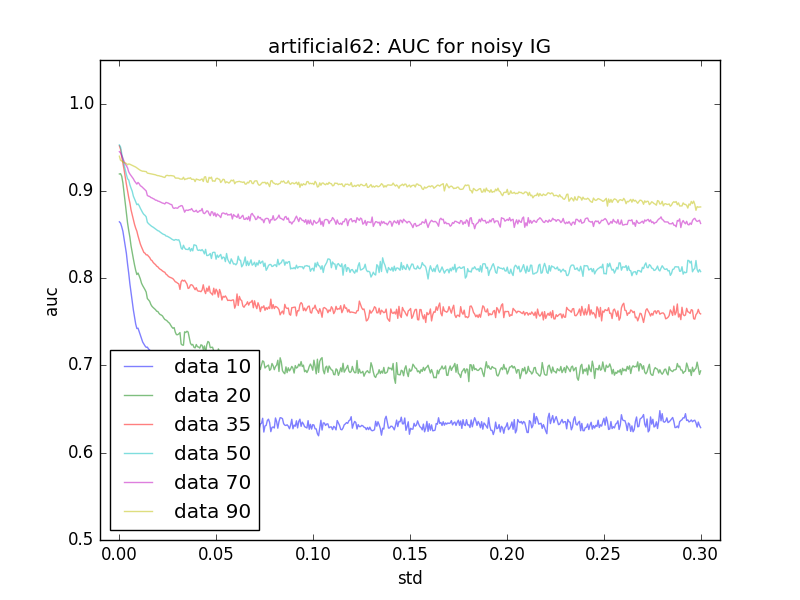 artificial62: AUC for noisy IG
auc
1.0
0.9
0.8
0.7
0.6
0.5
data 10
data 20
data 35
data 50
data 70
data 90
0.00 0.05 0.10 0.15 0.20 0.25 0.30
std